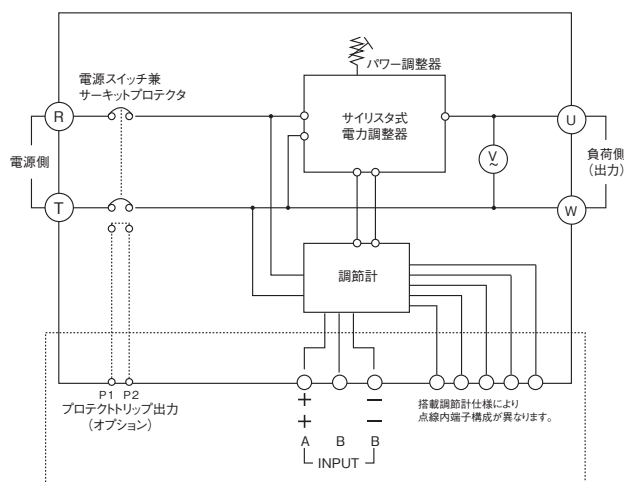 パワー調整器
電源スイッチ兼
サーキットプロテクタ
R
サイリスタ式
電力調整器
V
~
U
電源側
負荷側
(出力)
T
W
調節計
P1 P2
プロテクトトリップ出力
(オプション)
+ −
+ −
A B B
INPUT
搭載調節計仕様により
点線内端子構成が異なります。